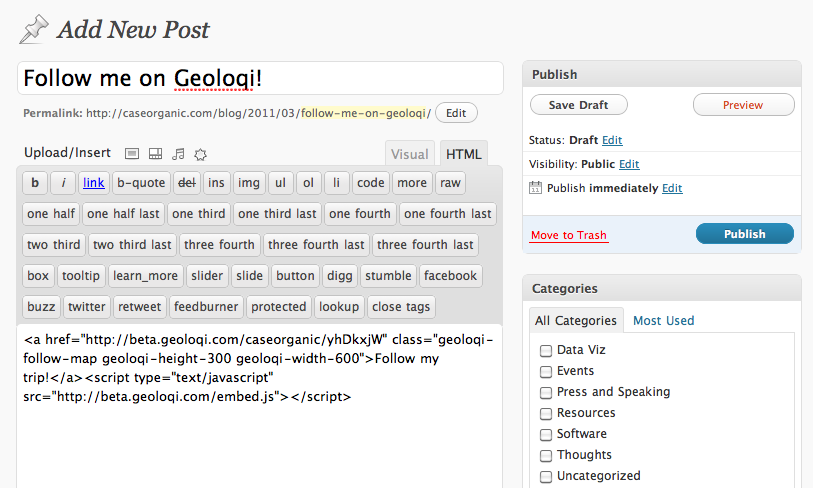 Add New Post
Follow me on Geoloqi!
Permalink: http://caseorganic.com/blog/2011/03/follow-me-on-geoloqi/ Edit
Upload/Insert Visual HTML
b i link b-quote del ins img ul ol li code more raw
one half one half last one third one third last one fourth one fourth last
two third two third last three fourth three fourth last three fourth last
box tooltip learn_more slider slide button digg stumble facebook
buzz twitter retweet feedburner protected lookup close tags
<a href="http://beta.geoloqi.com/caseorganic/yhDkxjW" class="geoloqi-
follow-map geoloqi-height-300 geoloqi-width-600">Follow my
trip!</a><script type="text/javascript"
src="http://beta.geoloqi.com/embed.js"></script>
Publish
Save Draft Preview
Status: Draft Edit
Visibility: Public Edit
Publish immediately Edit
Move to Trash Publish
Categories
All Categories Most Used
Data Viz
Events
Press and Speaking
Resources
Software
Thoughts
Uncategorized